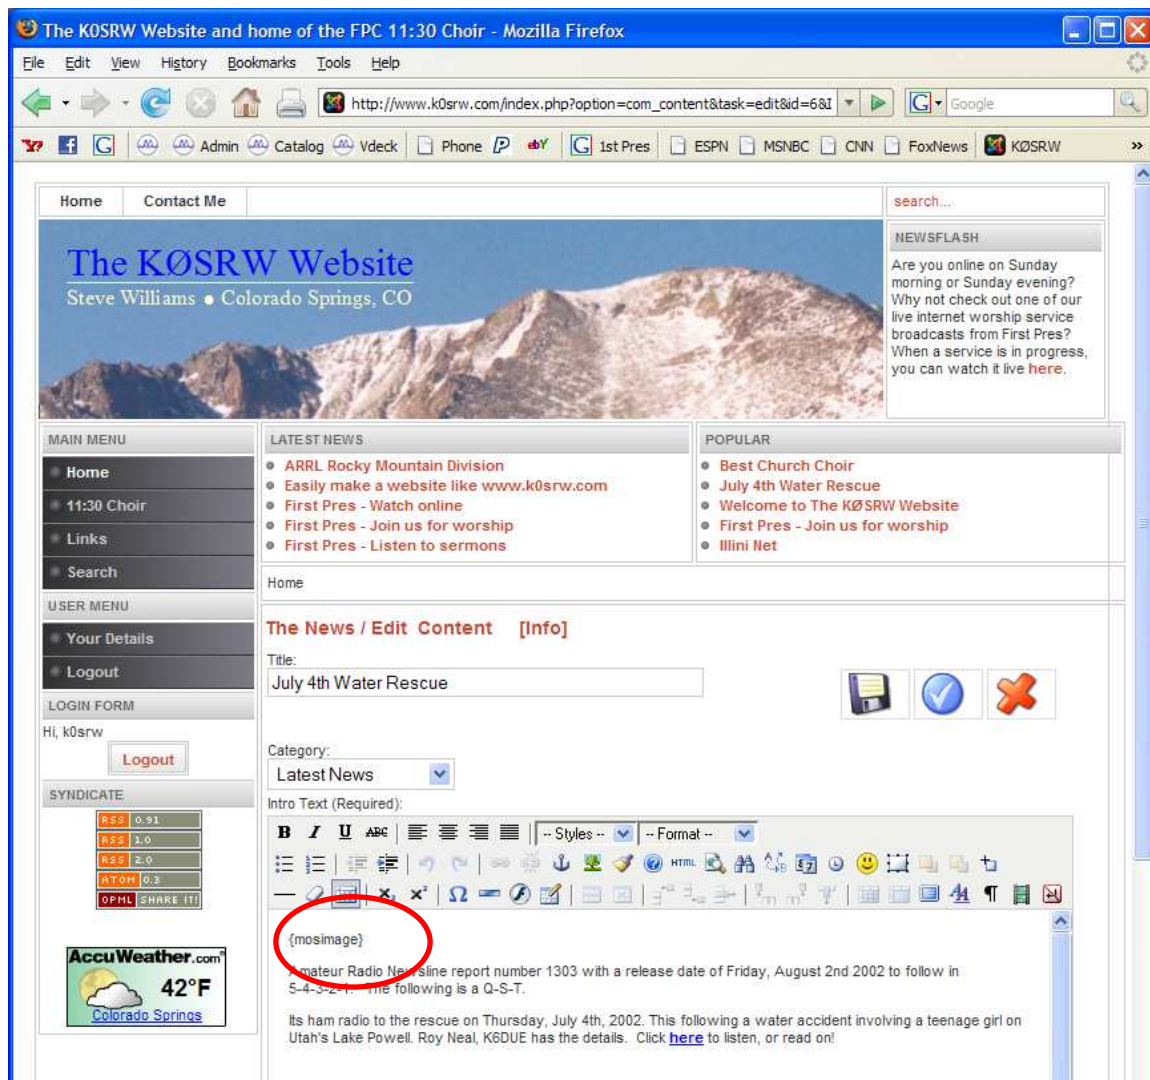 The K0SRW Website and home of the FPC 11:30 Choir - Mozilla Firefox
File Edit View History Bookmarks Tools Help
http://www.k0srw.com/index.php?option=com_content&task=edit&id=6&I
G Google
Admin Catalog Vdeck Phone P ebY G 1st Pres ESPN MSNBC CNN FoxNews KØSRW »
Home Contact Me
search...
The KØSRW Website
Steve Williams ● Colorado Springs, CO
NEWSFLASH
Are you online on Sunday
morning or Sunday evening?
Why not check out one of our
live internet worship service
broadcasts from First Pres?
When a service is in progress,
you can watch it live here.
MAIN MENU
Home
11:30 Choir
Links
Search
USER MENU
Your Details
Logout
LOGIN FORM
Hi, k0srw
Logout
SYNDICATE
RSS 0.91
RSS 1.0
RSS 2.0
ATOM 0.3
OPML SHARE IT!
AccuWeather.com®
42°F
Colorado Springs
LATEST NEWS
ARRL Rocky Mountain Division
Easily make a website like www.k0srw.com
First Pres - Watch online
First Pres - Join us for worship
First Pres - Listen to sermons
POPULAR
Best Church Choir
July 4th Water Rescue
Welcome to The KØSRW Website
First Pres - Join us for worship
Illini Net
Home
The News / Edit Content [Info]
Title:
July 4th Water Rescue
Category:
Latest News
Intro Text (Required):
B I U ABC -- Styles -- -- Format --
HTML
{mosimage}
Amateur Radio Newsline report number 1303 with a release date of Friday, August 2nd 2002 to follow in
5-4-3-2-1. The following is a Q-S-T.
Its ham radio to the rescue on Thursday, July 4th, 2002. This following a water accident involving a teenage girl on
Utah's Lake Powell. Roy Neal, K6DUE has the details. Click here to listen, or read on!